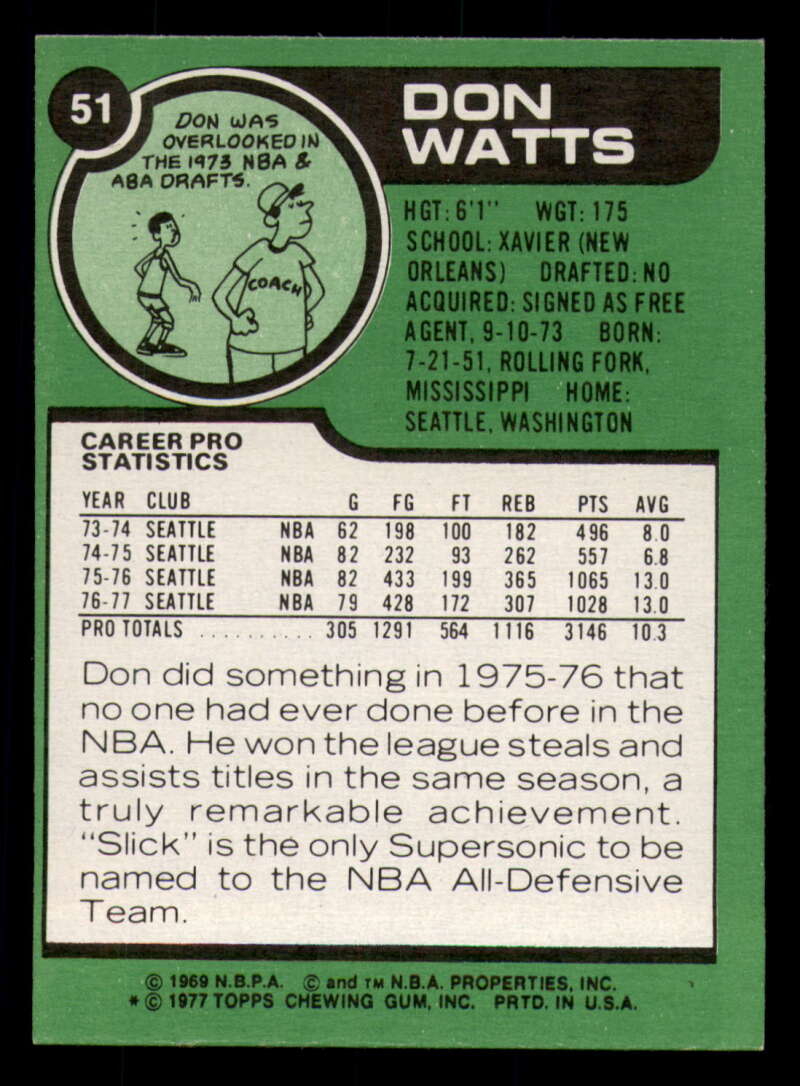 51
DON WAS
OVERLOOKED IN
THE 1973 NBA &
ABA DRAFTS.
COACH
DON
WATTS
HGT: 6'1" WGT: 175
SCHOOL: XAVIER (NEW
ORLEANS) DRAFTED: NO
ACQUIRED: SIGNED AS FREE
AGENT, 9-10-73 BORN:
7-21-51, ROLLING FORK,
MISSISSIPPI HOME:
SEATTLE, WASHINGTON
CAREER PRO
STATISTICS
YEAR CLUB G FG FT REB PTS AVG
73-74 SEATTLE NBA 62 198 100 182 496 8.0
74-75 SEATTLE NBA 82 232 93 262 557 6.8
75-76 SEATTLE NBA 82 433 199 365 1065 13.0
76-77 SEATTLE NBA 79 428 172 307 1028 13.0
PRO TOTALS .......... 305 1291 564 1116 3146 10.3
Don did something in 1975-76 that
no one had ever done before in the
NBA. He won the league steals and
assists titles in the same season, a
truly remarkable achievement.
"Slick" is the only Supersonic to be
named to the NBA All-Defensive
Team.
© 1969 N.B.P.A. © and TM N.B.A. PROPERTIES, INC.
* © 1977 TOPPS CHEWING GUM, INC. PRTD. IN U.S.A.